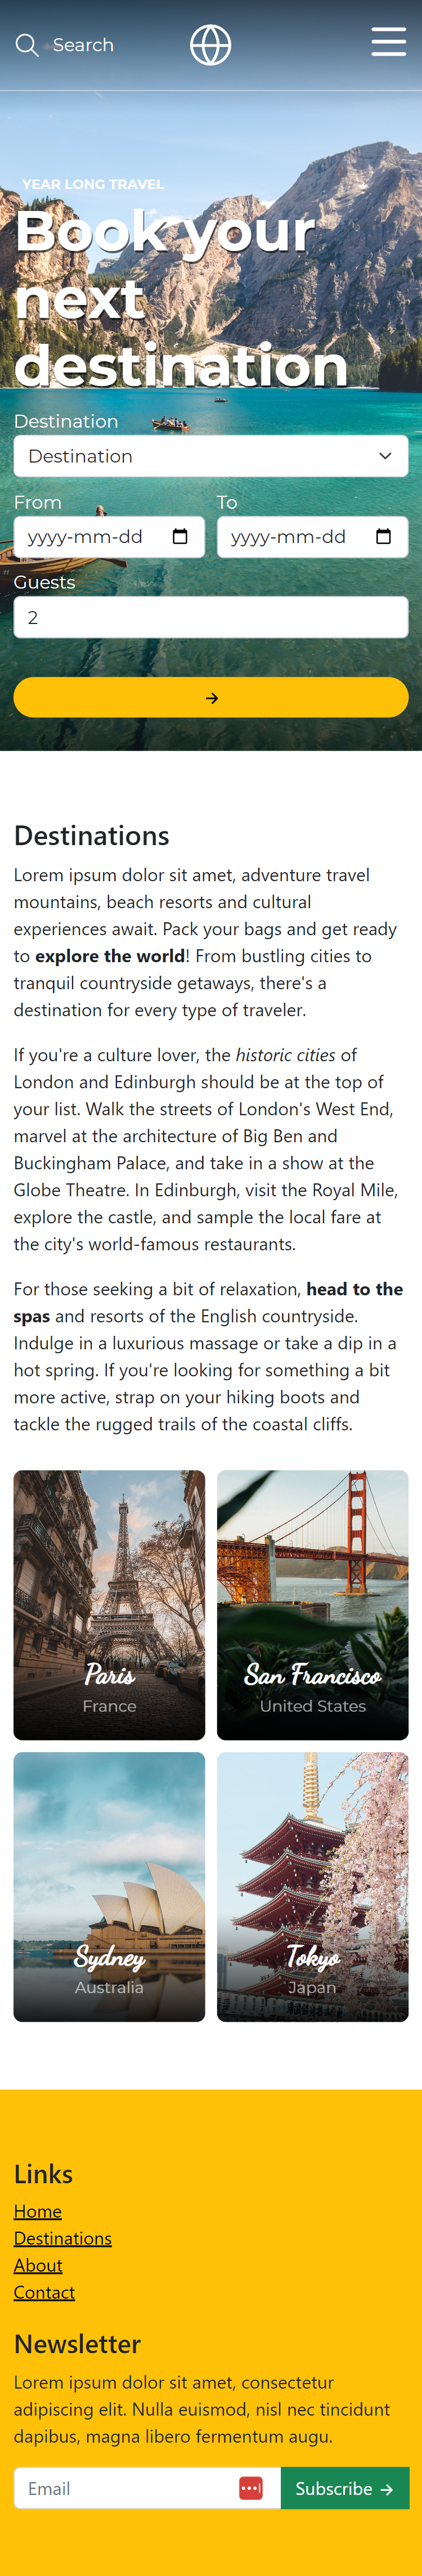 Search
YEAR LONG TRAVEL
Book your
next
destination
Destination
Destination
From To
yyyy-mm-dd yyyy-mm-dd
Guests
2
Destinations
Lorem ipsum dolor sit amet, adventure travel
mountains, beach resorts and cultural
experiences await. Pack your bags and get ready
to explore the world! From bustling cities to
tranquil countryside getaways, there's a
destination for every type of traveler.
If you're a culture lover, the historic cities of
London and Edinburgh should be at the top of
your list. Walk the streets of London's West End,
marvel at the architecture of Big Ben and
Buckingham Palace, and take in a show at the
Globe Theatre. In Edinburgh, visit the Royal Mile,
explore the castle, and sample the local fare at
the city's world-famous restaurants.
For those seeking a bit of relaxation, head to the
spas and resorts of the English countryside.
Indulge in a luxurious massage or take a dip in a
hot spring. If you're looking for something a bit
more active, strap on your hiking boots and
tackle the rugged trails of the coastal cliffs.
Paris
France
San Francisco
United States
Sydney
Australia
Tokyo
Japan
Links
Home
Destinations
About
Contact
Newsletter
Lorem ipsum dolor sit amet, consectetur
adipiscing elit. Nulla euismod, nisl nec tincidunt
dapibus, magna libero fermentum augu.
Email Subscribe →